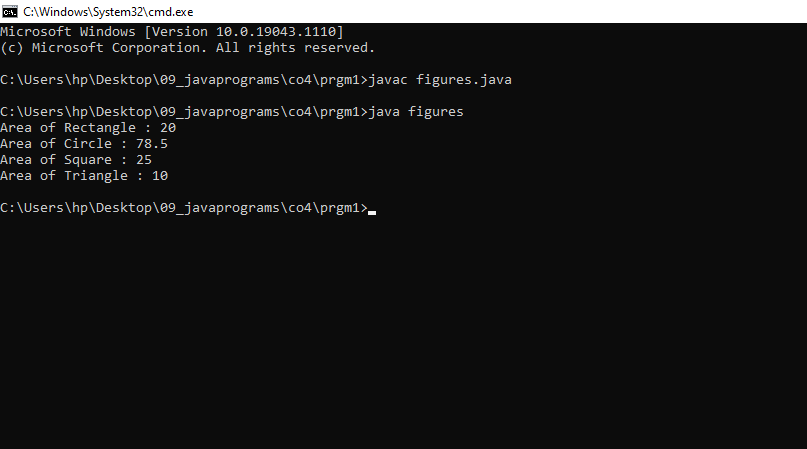 C:\Windows\System32\cmd.exe
Microsoft Windows [Version 10.0.19043.1110]
(c) Microsoft Corporation. All rights reserved.
C:\Users\hp\Desktop\09_javaprograms\co4\prgm1>javac figures.java
C:\Users\hp\Desktop\09_javaprograms\co4\prgm1>java figures
Area of Rectangle : 20
Area of Circle : 78.5
Area of Square : 25
Area of Triangle : 10
C:\Users\hp\Desktop\09_javaprograms\co4\prgm1>